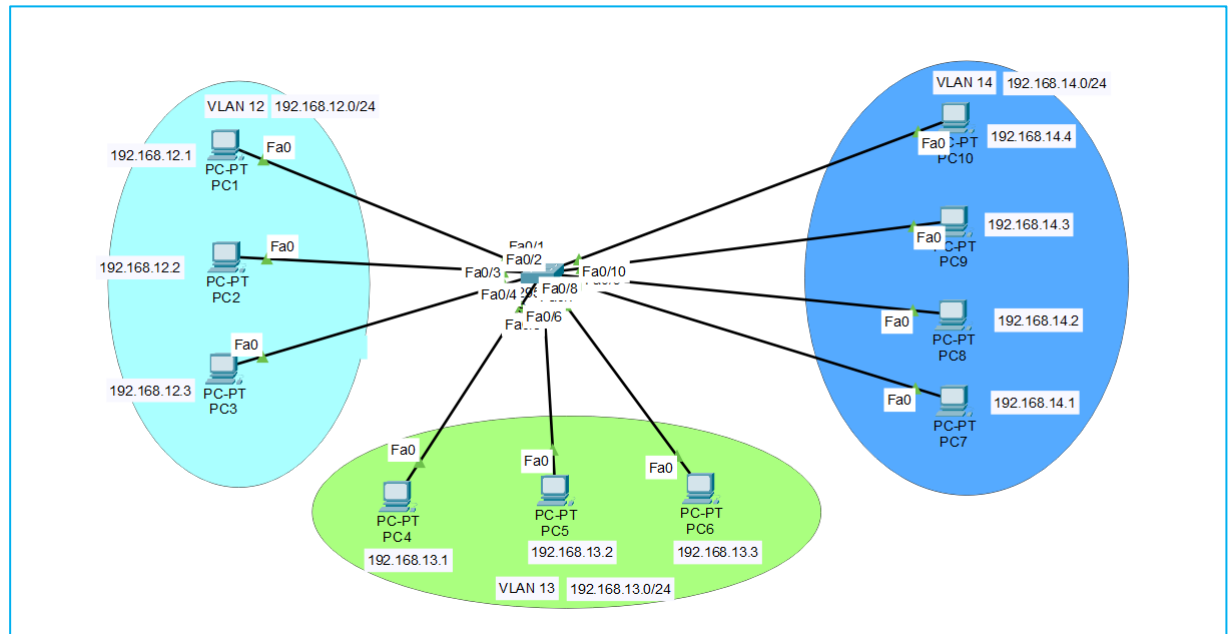 VLAN 12 192.168.12.0/24
192.168.12.1
Fa0
PC-PT
PC1
192.168.12.2
Fa0
PC-PT
PC2
192.168.12.3
Fa0
PC-PT
PC3
Fa0/1
Fa0/2
Fa0/3
Fa0/4
Fa0/10
Fa0/8
Fa0/6
Fa0
PC-PT
PC4
192.168.13.1
Fa0
PC-PT
PC5
192.168.13.2
Fa0
PC-PT
PC6
192.168.13.3
VLAN 13 192.168.13.0/24
VLAN 14 192.168.14.0/24
Fa0
PC10
192.168.14.4
Fa0
PC-PT
PC9
192.168.14.3
Fa0
PC-PT
PC8
192.168.14.2
Fa0
PC-PT
PC7
192.168.14.1